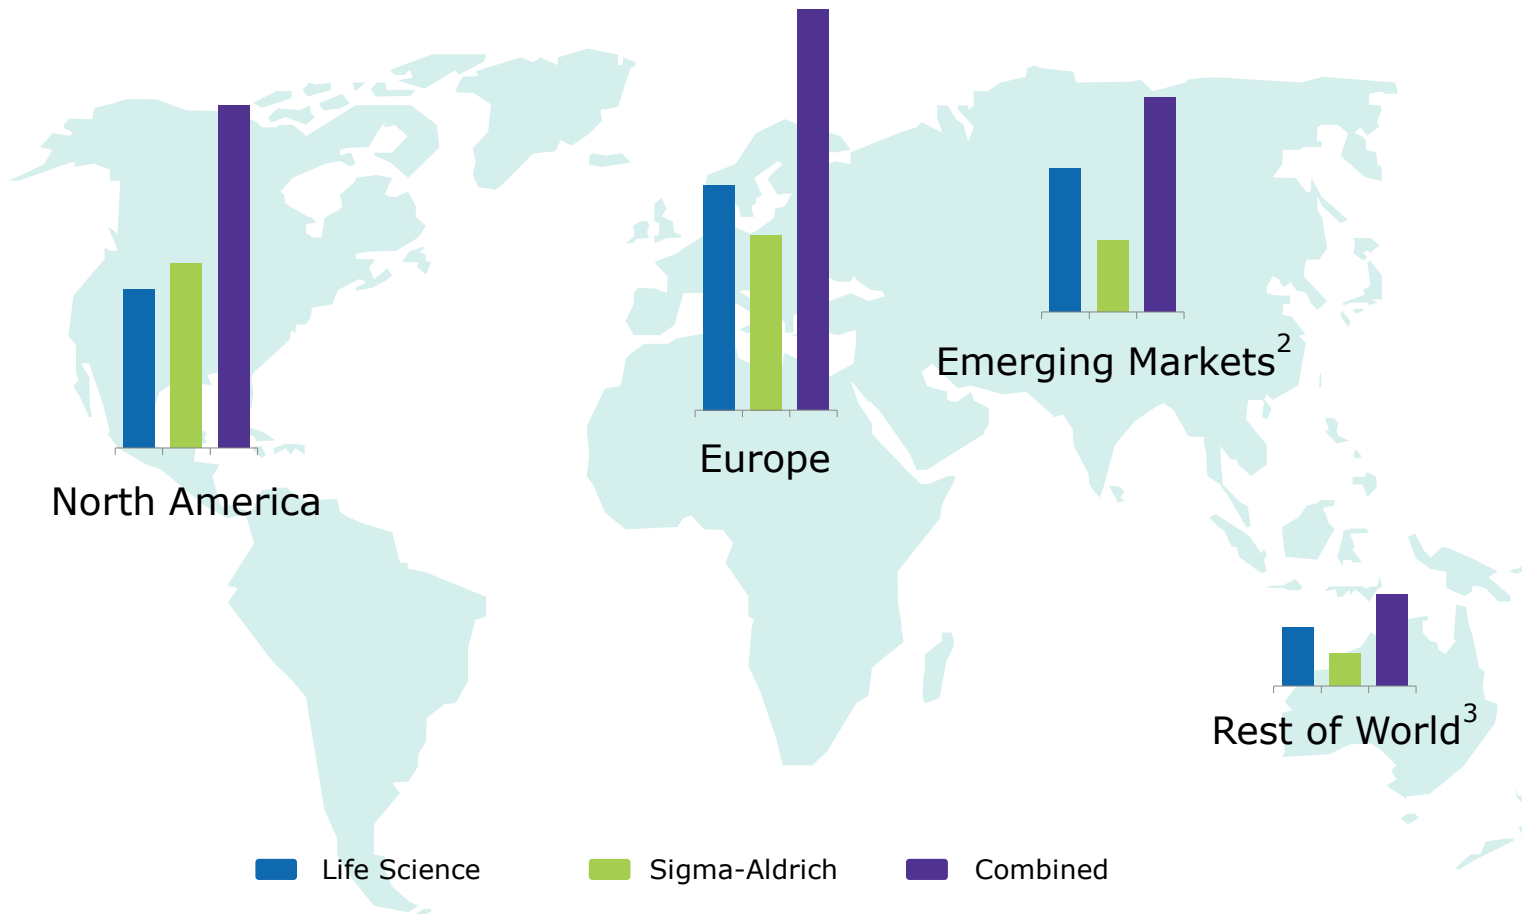 Emerging Markets2
Europe
North America
Rest of World3
Life Science
Sigma-Aldrich
Combined